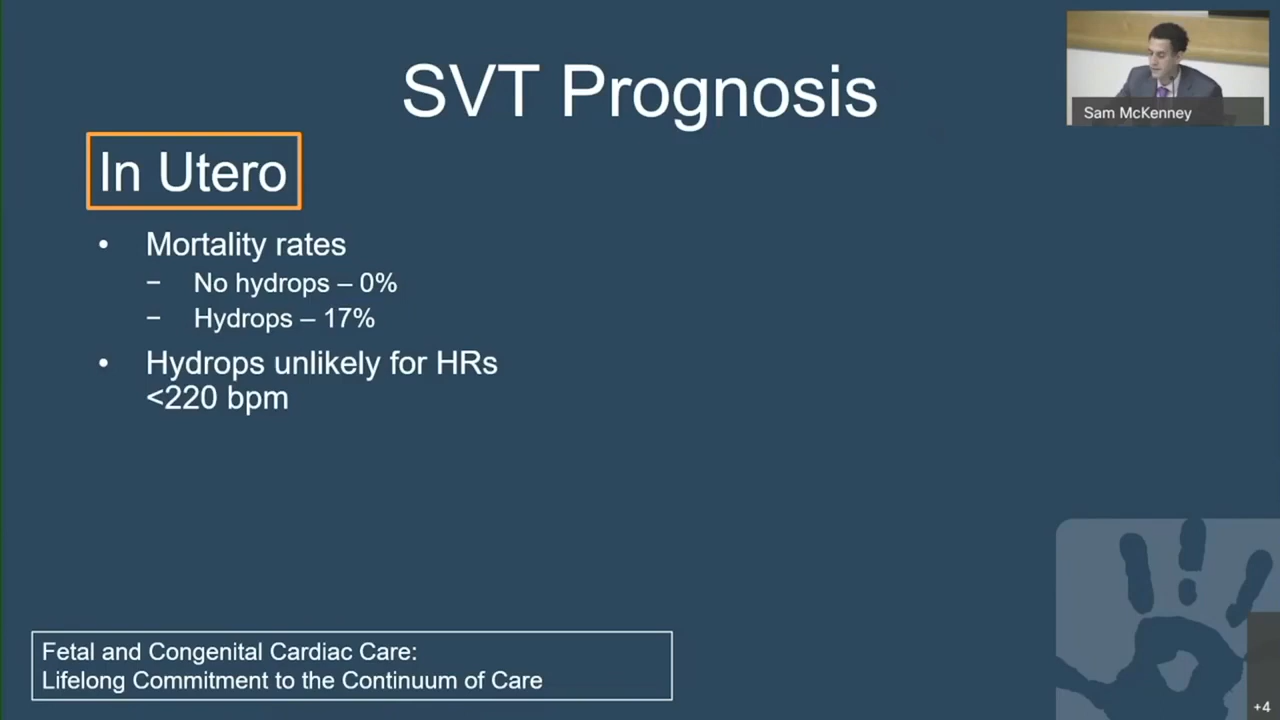 SVT Prognosis
Sam McKenney
In Utero
• Mortality rates
– No hydrops – 0%
– Hydrops – 17%
• Hydrops unlikely for HRs
<220 bpm
Fetal and Congenital Cardiac Care:
Lifelong Commitment to the Continuum of Care
+4